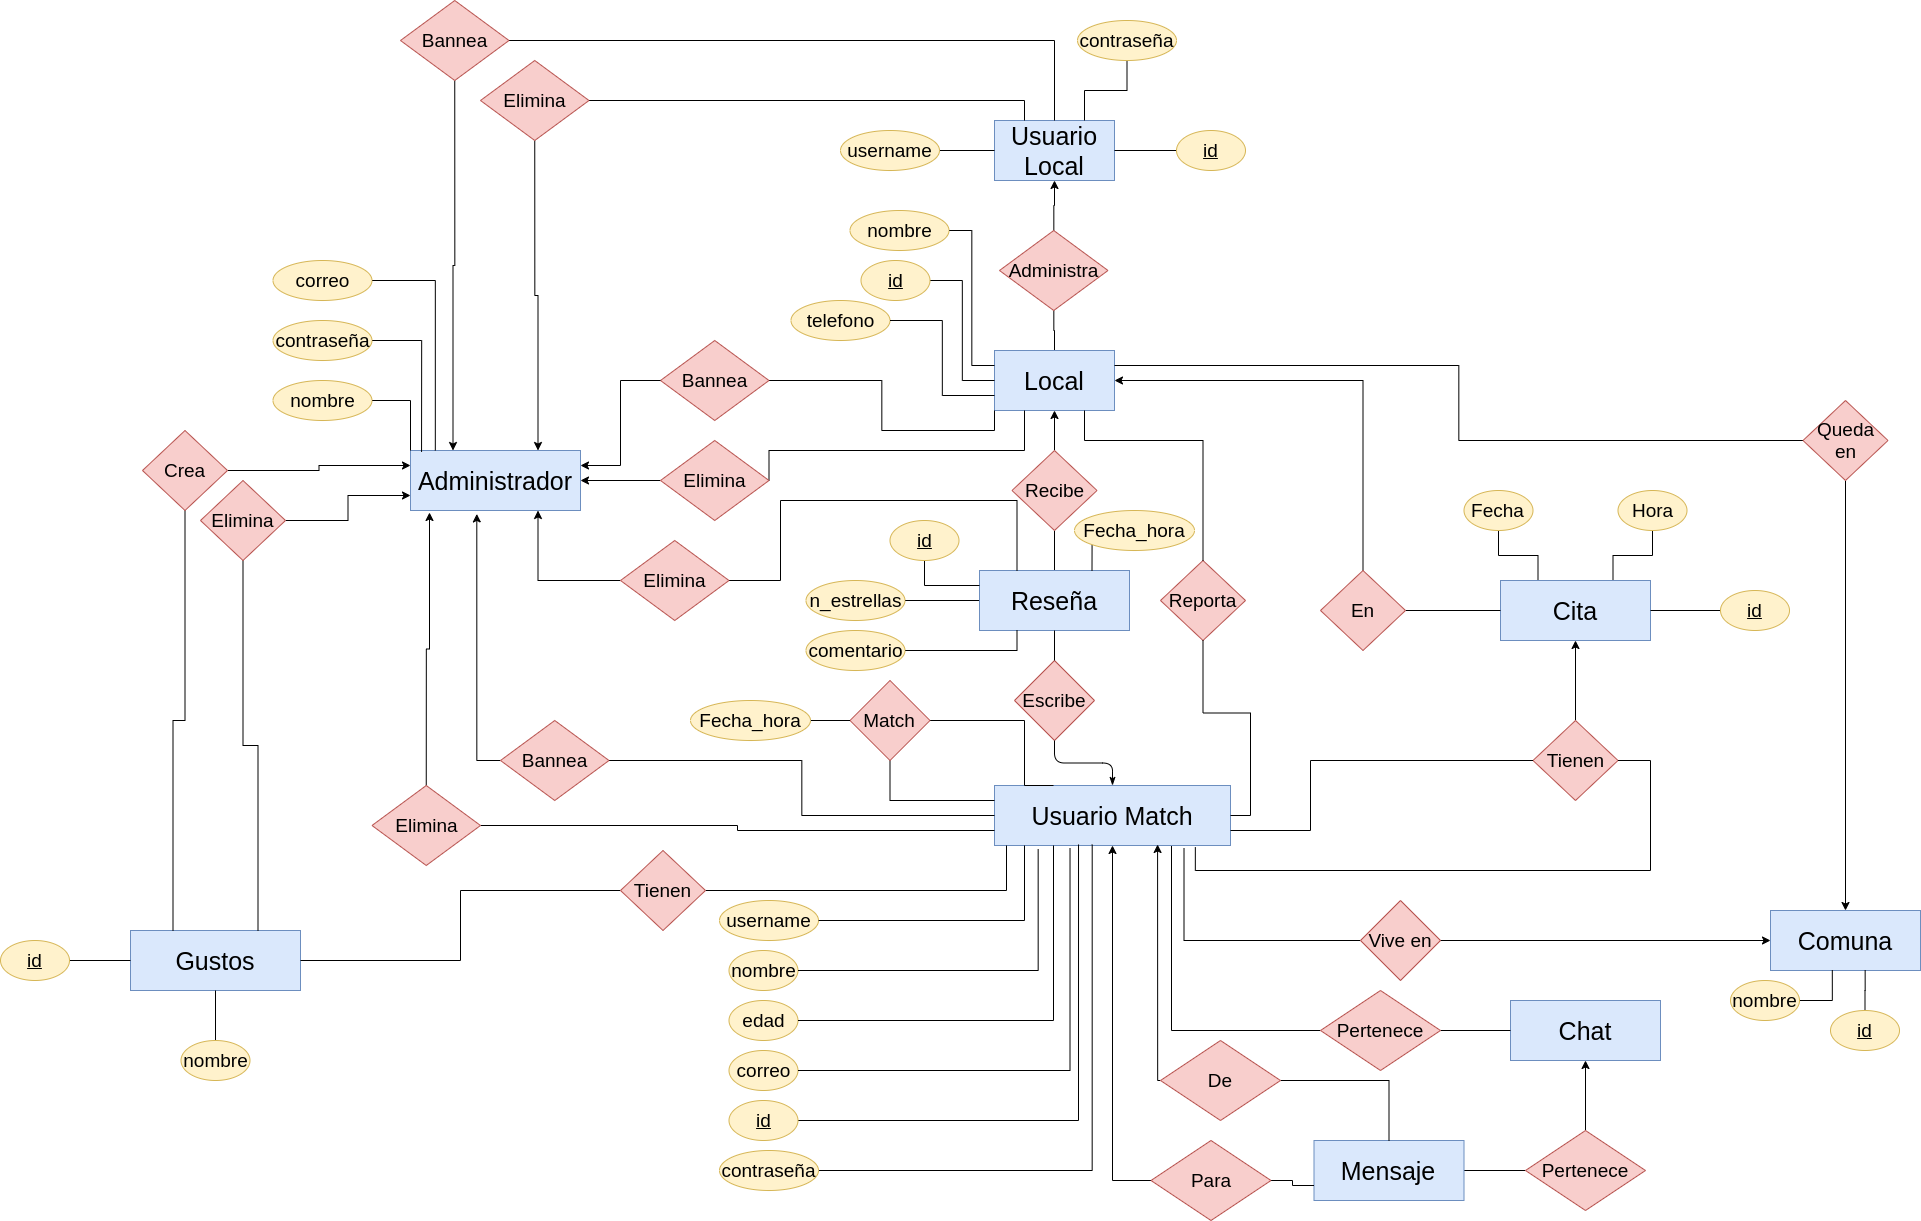 Bannea
contraseña
Elimina
Usuario
Local
username
id
nombre
Administra
id
correo
telefono
contraseña
Bannea
Local
nombre
Queda
en
Crea
Administrador
Elimina
Recibe
Elimina
Fecha
Hora
Fecha_hora
id
Elimina
n_estrellas
Reseña
Reporta
En
Cita
id
comentario
Escribe
Fecha_hora
Match
Bannea
Tienen
Usuario Match
Elimina
Tienen
username
Vive en
Comuna
id
Gustos
nombre
nombre
edad
Pertenece
Chat
id
nombre
correo
De
id
contraseña
Para
Mensaje
Pertenece